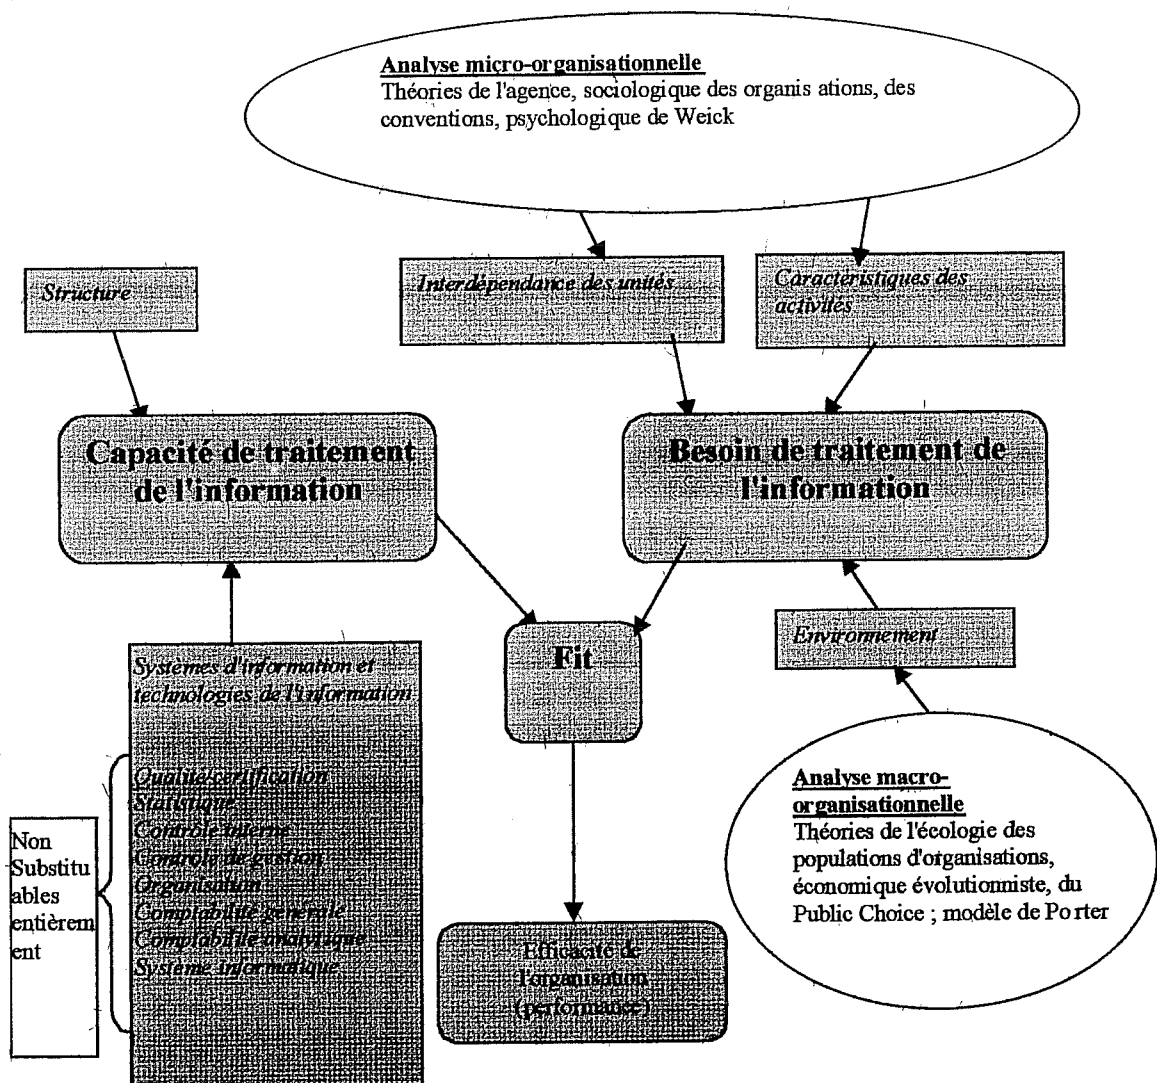 Analyse micro-organisationnelle
Théories de l'agence, sociologique des organis ations, des
conventions, psychologique de Weick
Structure
Interdépendance des unités
Caractéristiques des
activités
Capacité de traitement
de l'information
Besoin de traitement de
l'information
Fit
Environnement
Systèmes d'information et
technologies de l'information
Qualité/certification
Statistique
Contrôle interne
Contrôle de gestion
Organisation
Comptabilité générale
Comptabilité analytique
Système informatique
Non
Substitu
ables
entièrem
ent
Analyse macro-
organisationnelle
Théories de l'écologie des
populations d'organisations,
économique évolutionniste, du
Public Choice ; modèle de Po rter
Efficacité de
l'organisation
(performance)